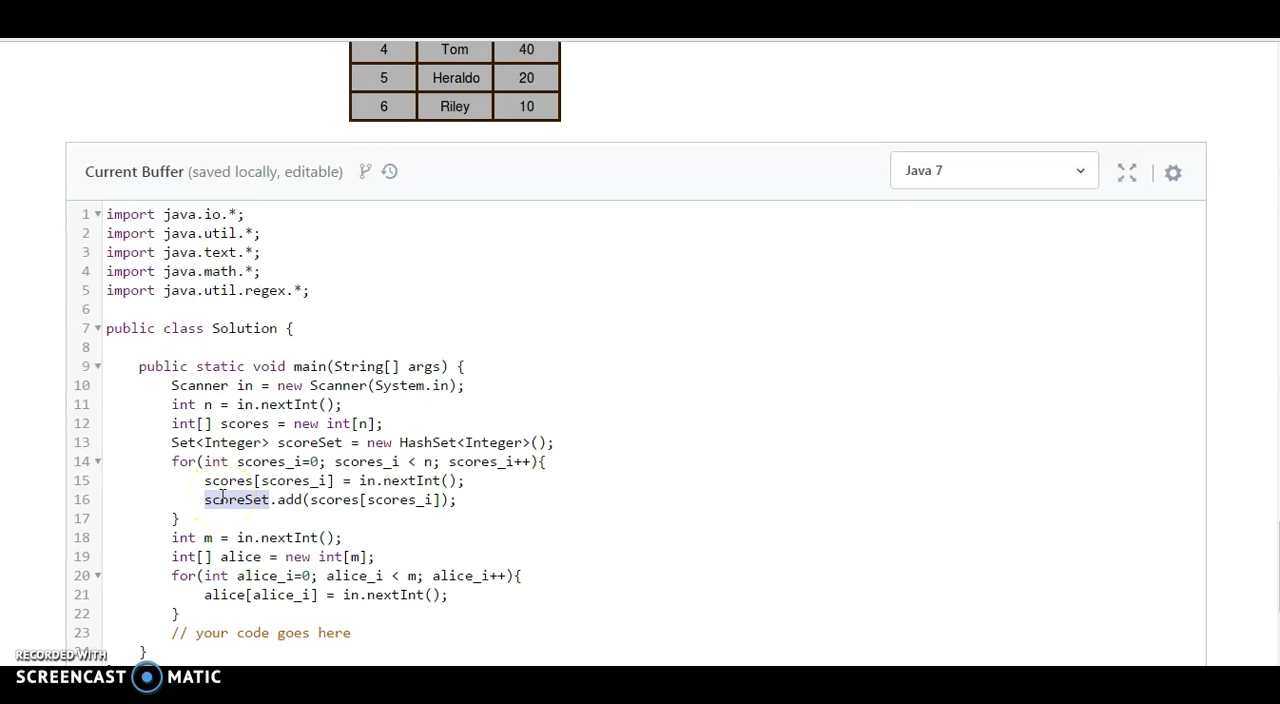 4 Tom 40
5 Heraldo 20
6 Riley 10
Current Buffer (saved locally, editable)
Java 7
1 import java.io.*;
2 import java.util.*;
3 import java.text.*;
4 import java.math.*;
5 import java.util.regex.*;
6
7 public class Solution {
8
9 public static void main(String[] args) {
10 Scanner in = new Scanner(System.in);
11 int n = in.nextInt();
12 int[] scores = new int[n];
13 Set<Integer> scoreSet = new HashSet<Integer>();
14 for(int scores_i=0; scores_i < n; scores_i++){
15 scores[scores_i] = in.nextInt();
16 scoreSet.add(scores[scores_i]);
17 }
18 int m = in.nextInt();
19 int[] alice = new int[m];
20 for(int alice_i=0; alice_i < m; alice_i++){
21 alice[alice_i] = in.nextInt();
22 }
23 // your code goes here
24 }
RECORDED WITH
SCREENCAST MATIC